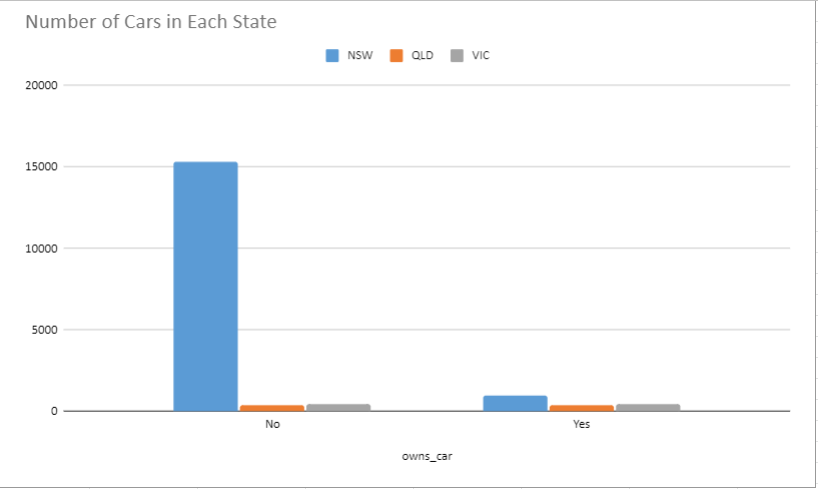 Number of Cars in Each State
NSW QLD VIC
20000
15000
10000
5000
0
No Yes
owns_car